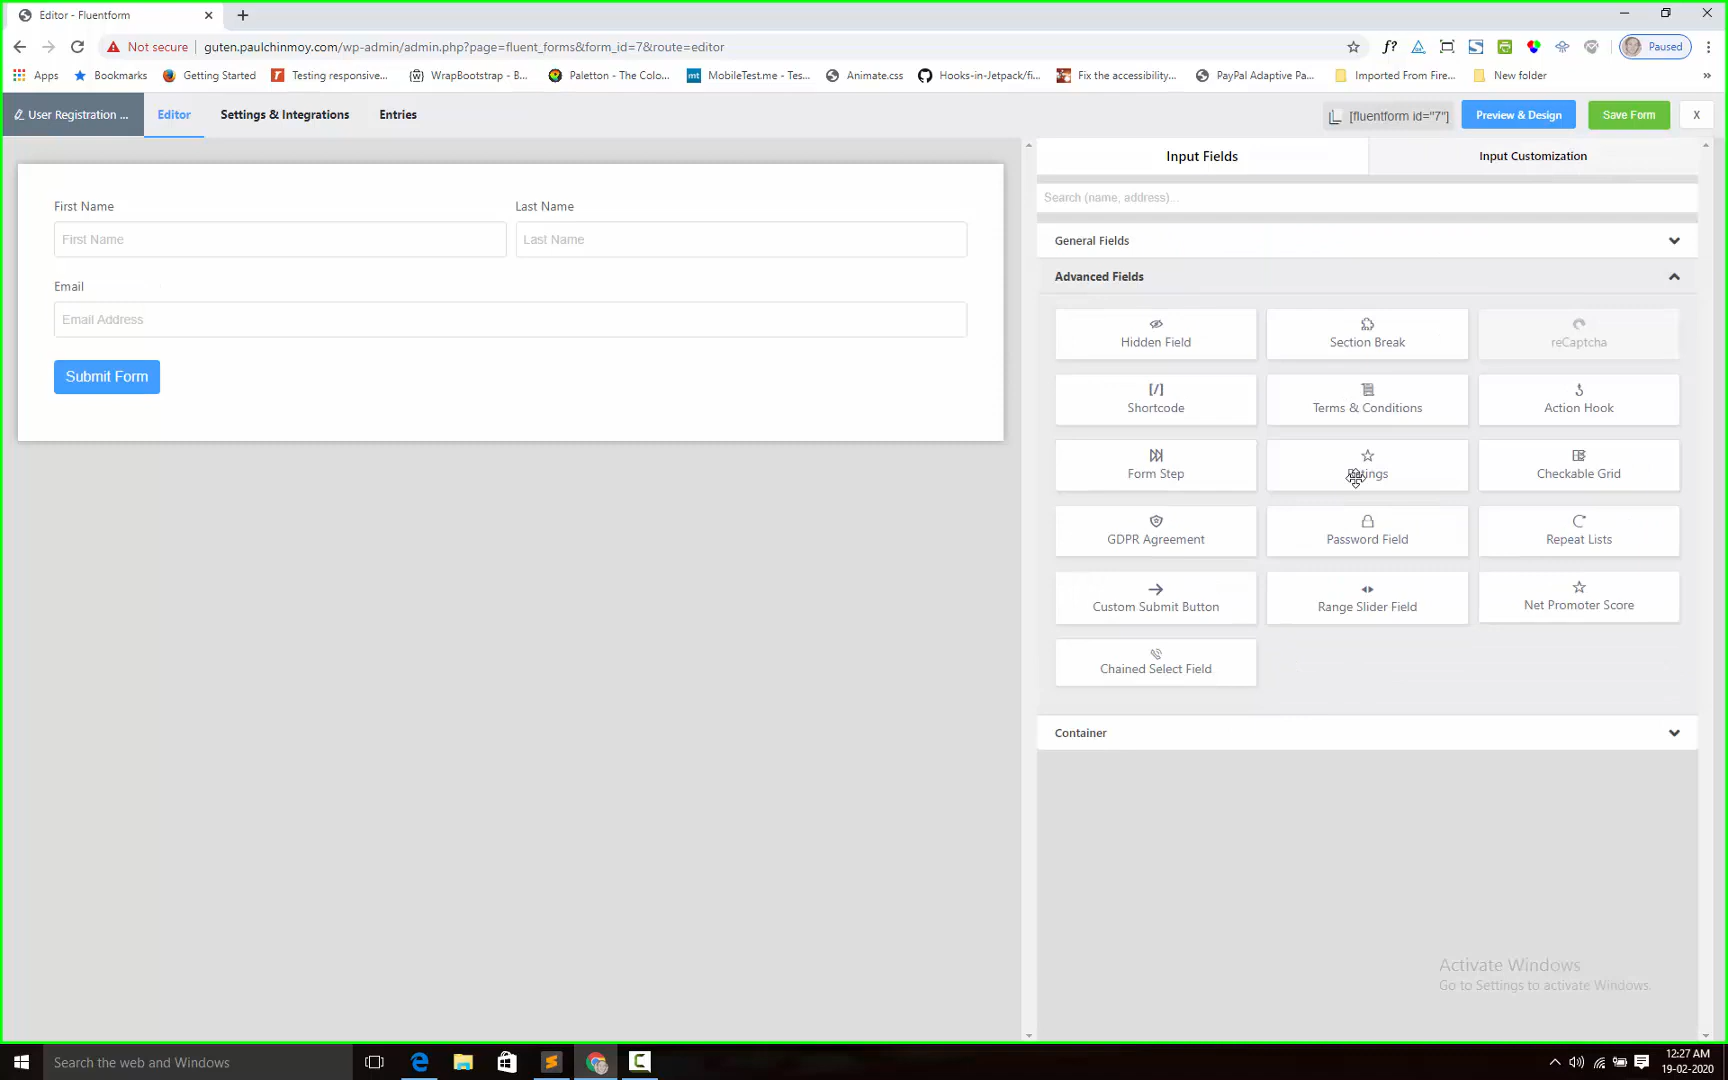 Editor - Fluentform
Not secure guten.paulchinmoy.com/wp-admin/admin.php?page=fluent_forms&form_id=7&route=editor f? Paused
Apps Bookmarks Getting Started Testing responsive... WrapBootstrap - B... Paletton - The Colo... mt MobileTest.me - Tes... Animate.css Hooks-in-Jetpack/fi... Fix the accessibility... PayPal Adaptive Pa... Imported From Fire... New folder »
User Registration ... Editor Settings & Integrations Entries [fluentform id="7"] Preview & Design Save Form X
Input Fields Input Customization
Search (name, address)...
First Name Last Name
First Name Last Name
Email
Email Address
Submit Form
General Fields
Advanced Fields
Hidden Field Section Break reCaptcha
[/]
Shortcode Terms & Conditions Action Hook
Form Step Checkable Grid
GDPR Agreement Password Field Repeat Lists
Custom Submit Button Range Slider Field Net Promoter Score
Chained Select Field
Container
Activate Windows
Go to Settings to activate Windows.
Search the web and Windows
12:27 AM
19-02-2020